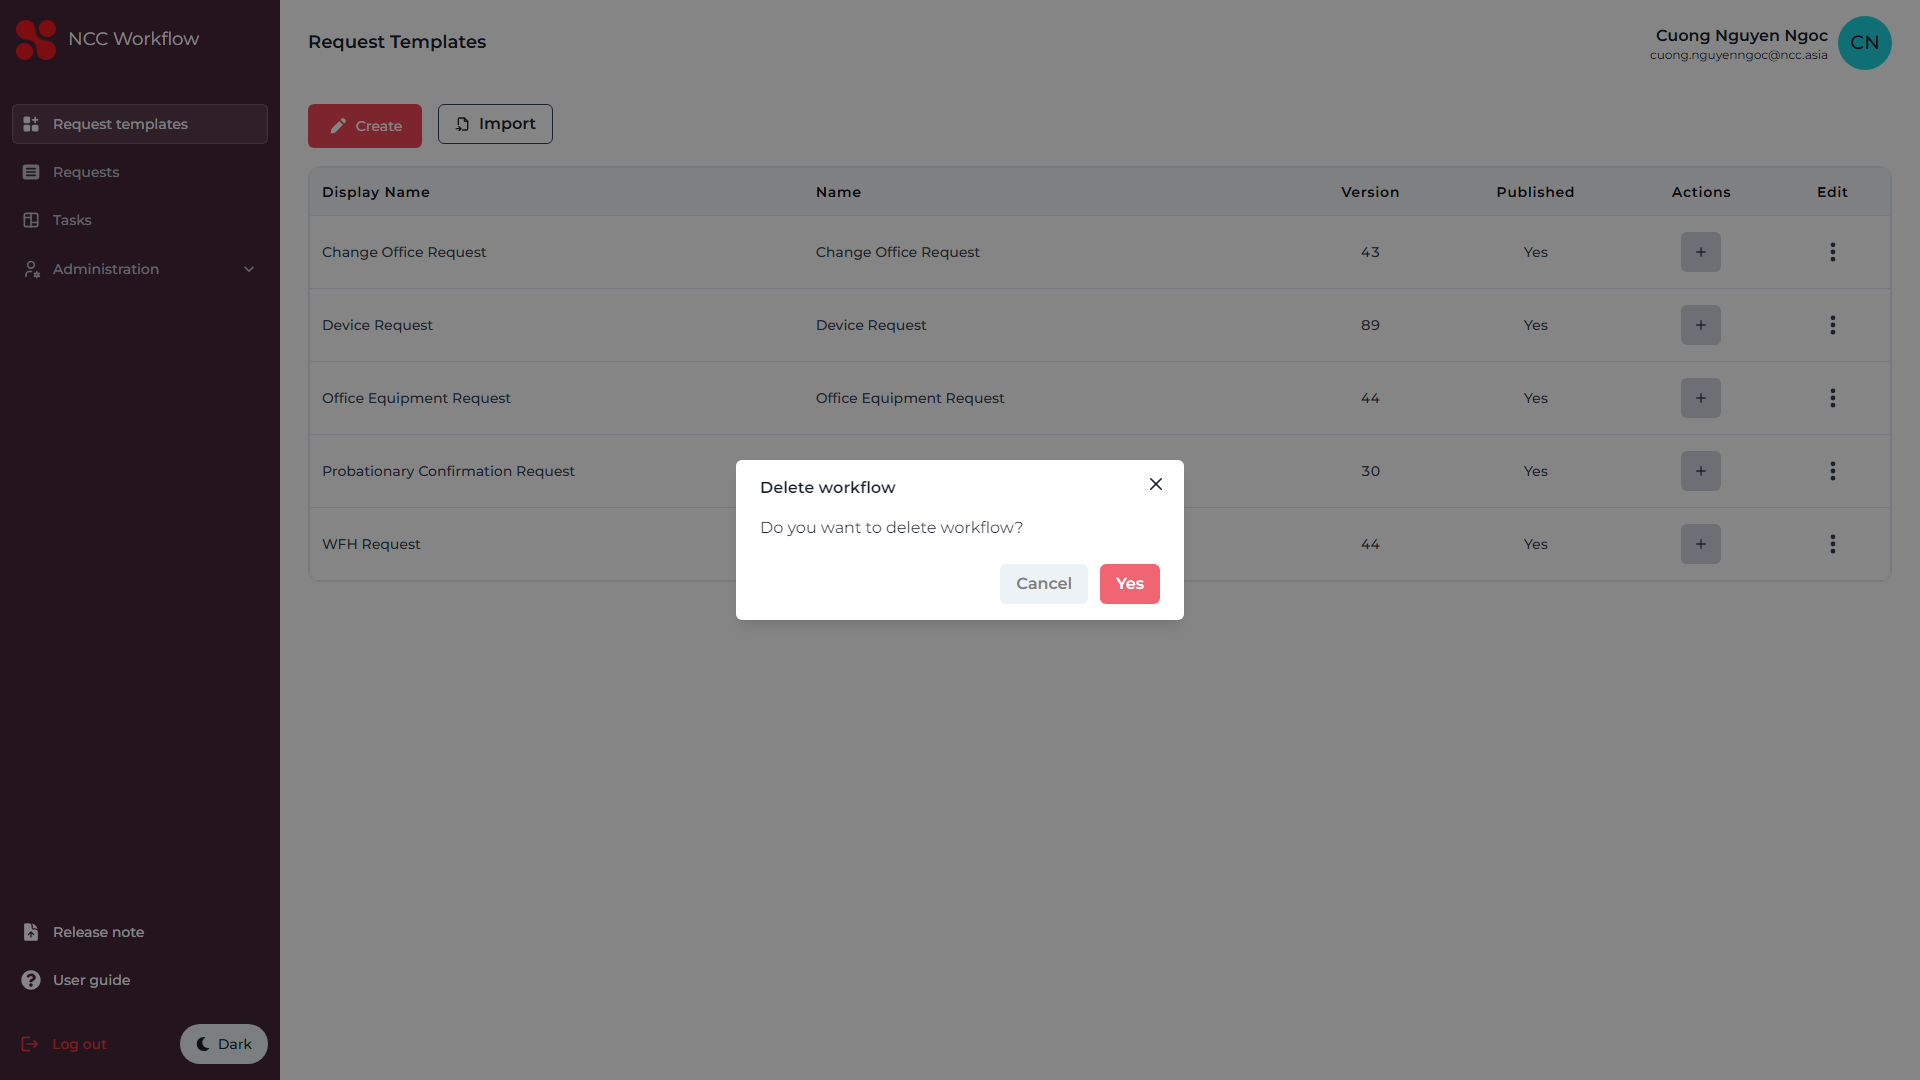 NCC Workflow
Request templates
Requests
Tasks
Administration
Release note
User guide
Log out
Dark
Request Templates
Cuong Nguyen Ngoc
cuong.nguyenngoc@ncc.asia
CN
Create
Import
Display Name Name Version Published Actions Edit
Change Office Request Change Office Request 43 Yes
Device Request Device Request 89 Yes
Office Equipment Request Office Equipment Request 44 Yes
Probationary Confirmation Request 30 Yes
WFH Request 44 Yes
Delete workflow
Do you want to delete workflow?
Cancel Yes